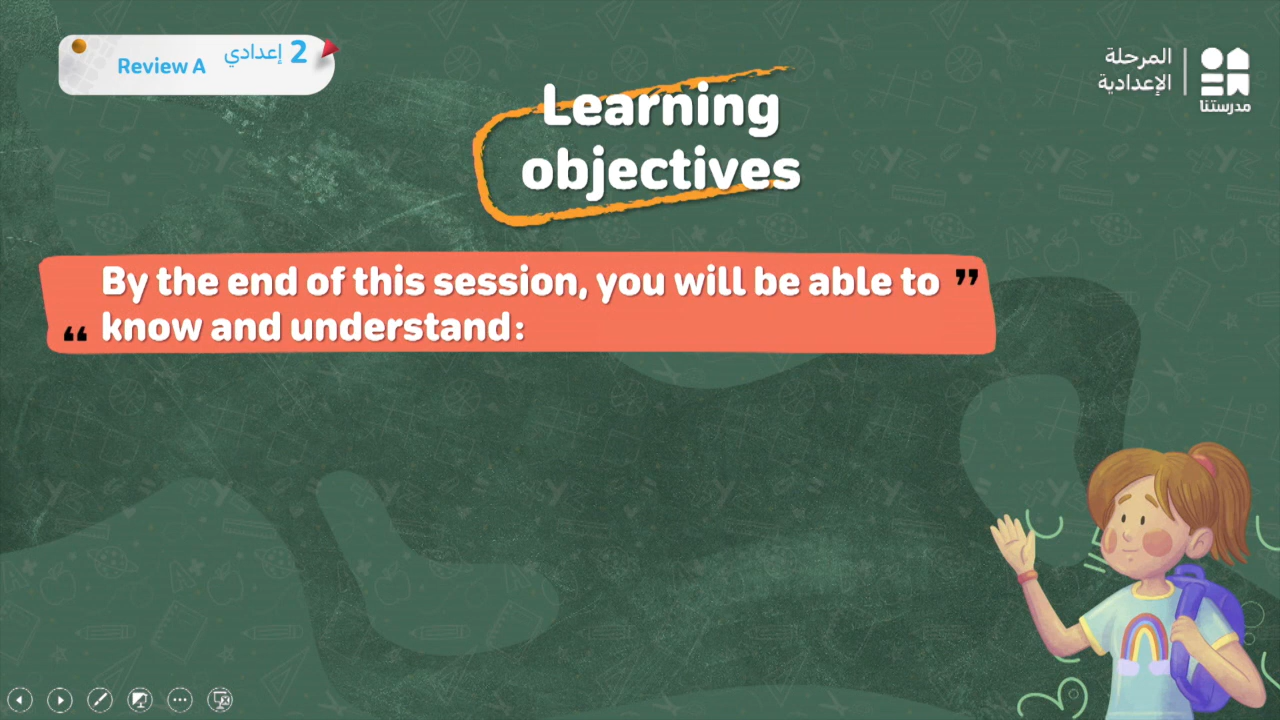 2 إعدادي
Review A
المرحلة
الإعدادية
مدرستنا
Learning
objectives
By the end of this session, you will be able to
know and understand: